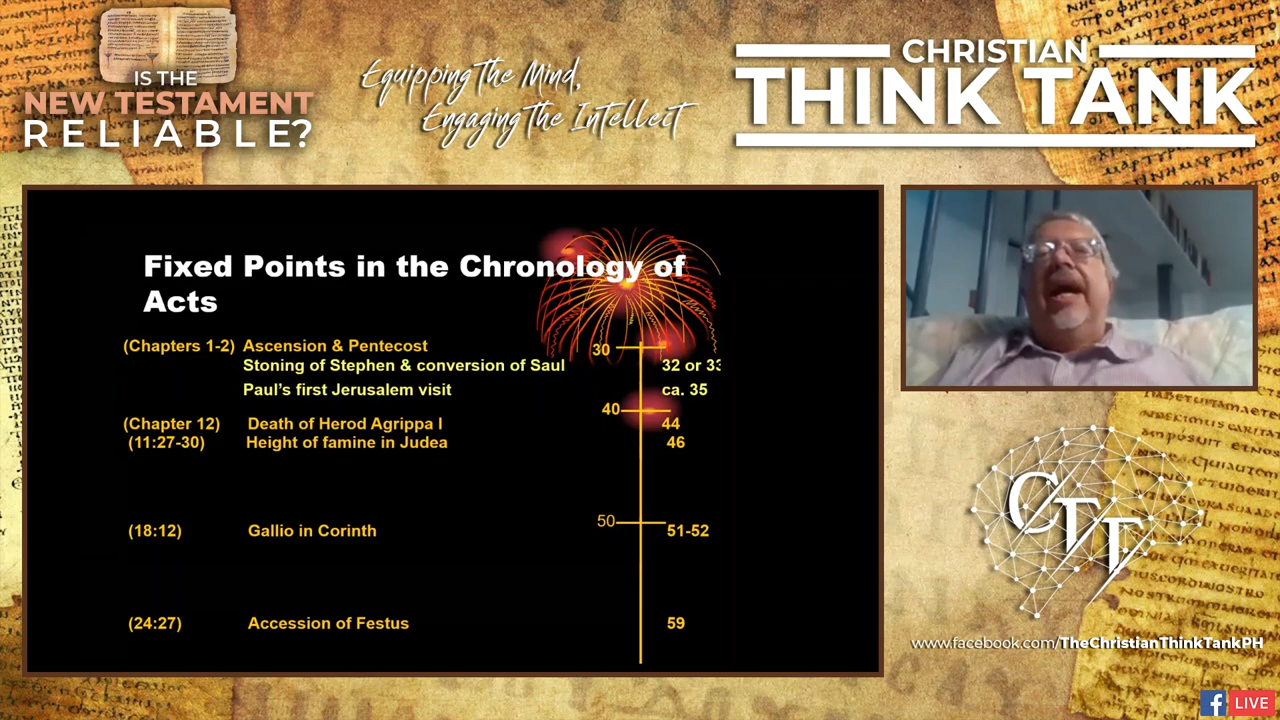 IS THE
NEW TESTAMENT
RELIABLE?
Equipping The Mind,
Engaging The Intellect
CHRISTIAN
THINK TANK
Fixed Points in the Chronology of
Acts
(Chapters 1-2) Ascension & Pentecost 30
Stoning of Stephen & conversion of Saul 32 or 33
Paul's first Jerusalem visit ca. 35
40
(Chapter 12) Death of Herod Agrippa I 44
(11:27-30) Height of famine in Judea 46
50
(18:12) Gallio in Corinth 51-52
(24:27) Accession of Festus 59
CTT
www.facebook.com/TheChristianThinkTankPH
f LIVE